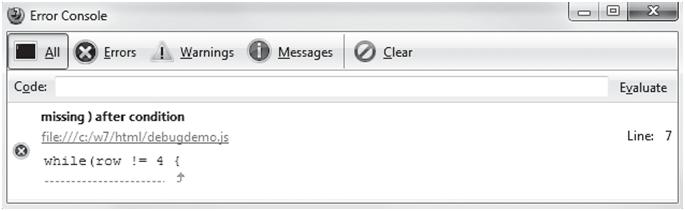 Error Console
All Errors Warnings Messages Clear
Code: Evaluate
missing ) after condition
file:///c:/w7/html/debugdemo.js Line: 7
while(row != 4 {